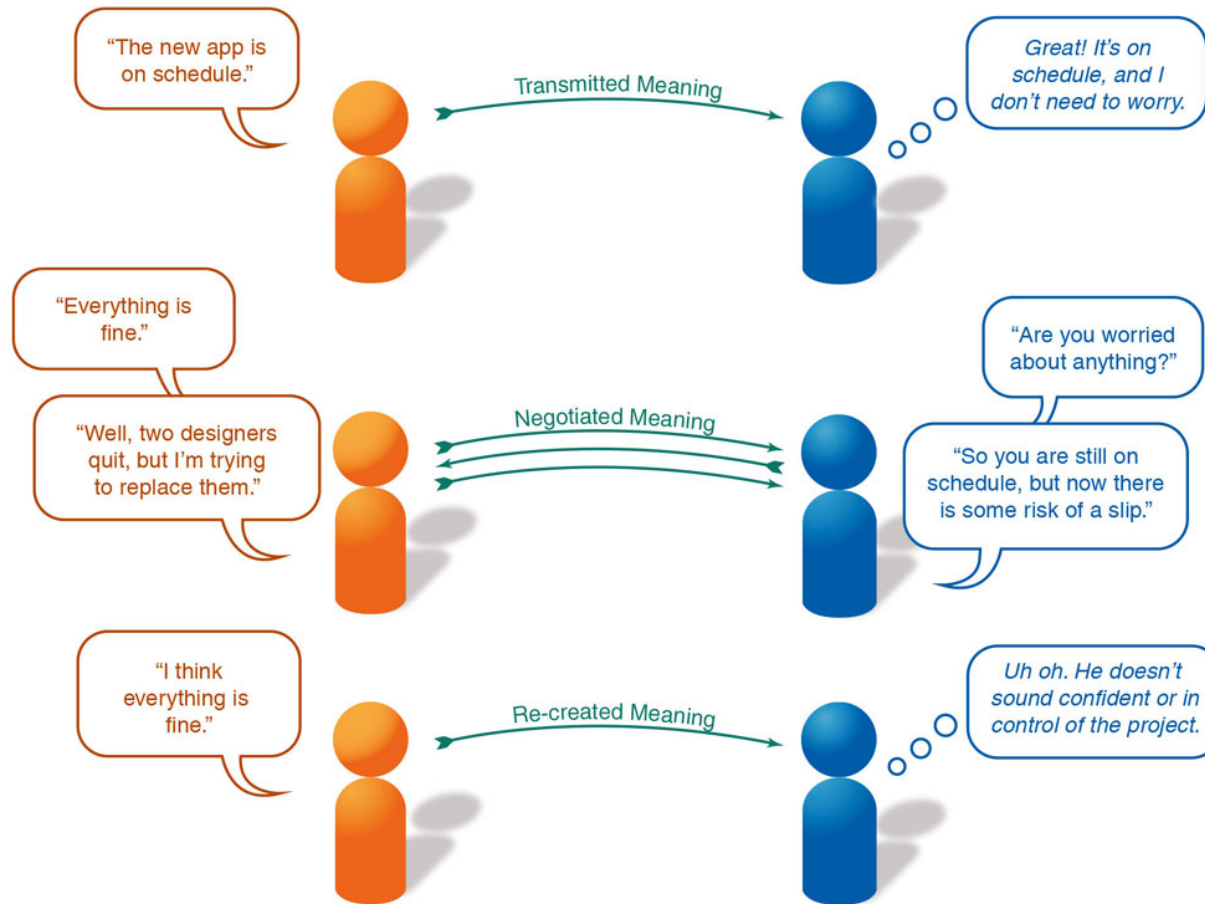 “The new app is
on schedule.”
Transmitted Meaning
Great! It’s on
schedule, and I
don’t need to worry.
“Everything is
fine.”
“Are you worried
about anything?”
“Well, two designers
quit, but I’m trying
to replace them.”
Negotiated Meaning
“So you are still on
schedule, but now there
is some risk of a slip.”
“I think
everything is
fine.”
Re-created Meaning
Uh oh. He doesn’t
sound confident or in
control of the project.